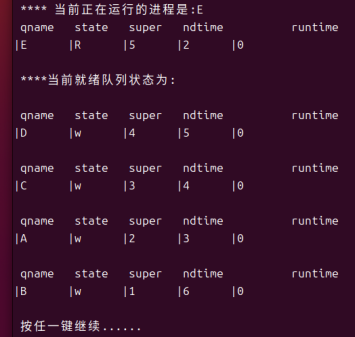 **** 当前正在运行的进程是:E
qname state super ndtime runtime
|E |R |5 |2 |0
****当前就绪队列状态为:
qname state super ndtime runtime
|D |w |4 |5 |0
qname state super ndtime runtime
|C |w |3 |4 |0
qname state super ndtime runtime
|A |w |2 |3 |0
qname state super ndtime runtime
|B |w |1 |6 |0
按任一键继续......